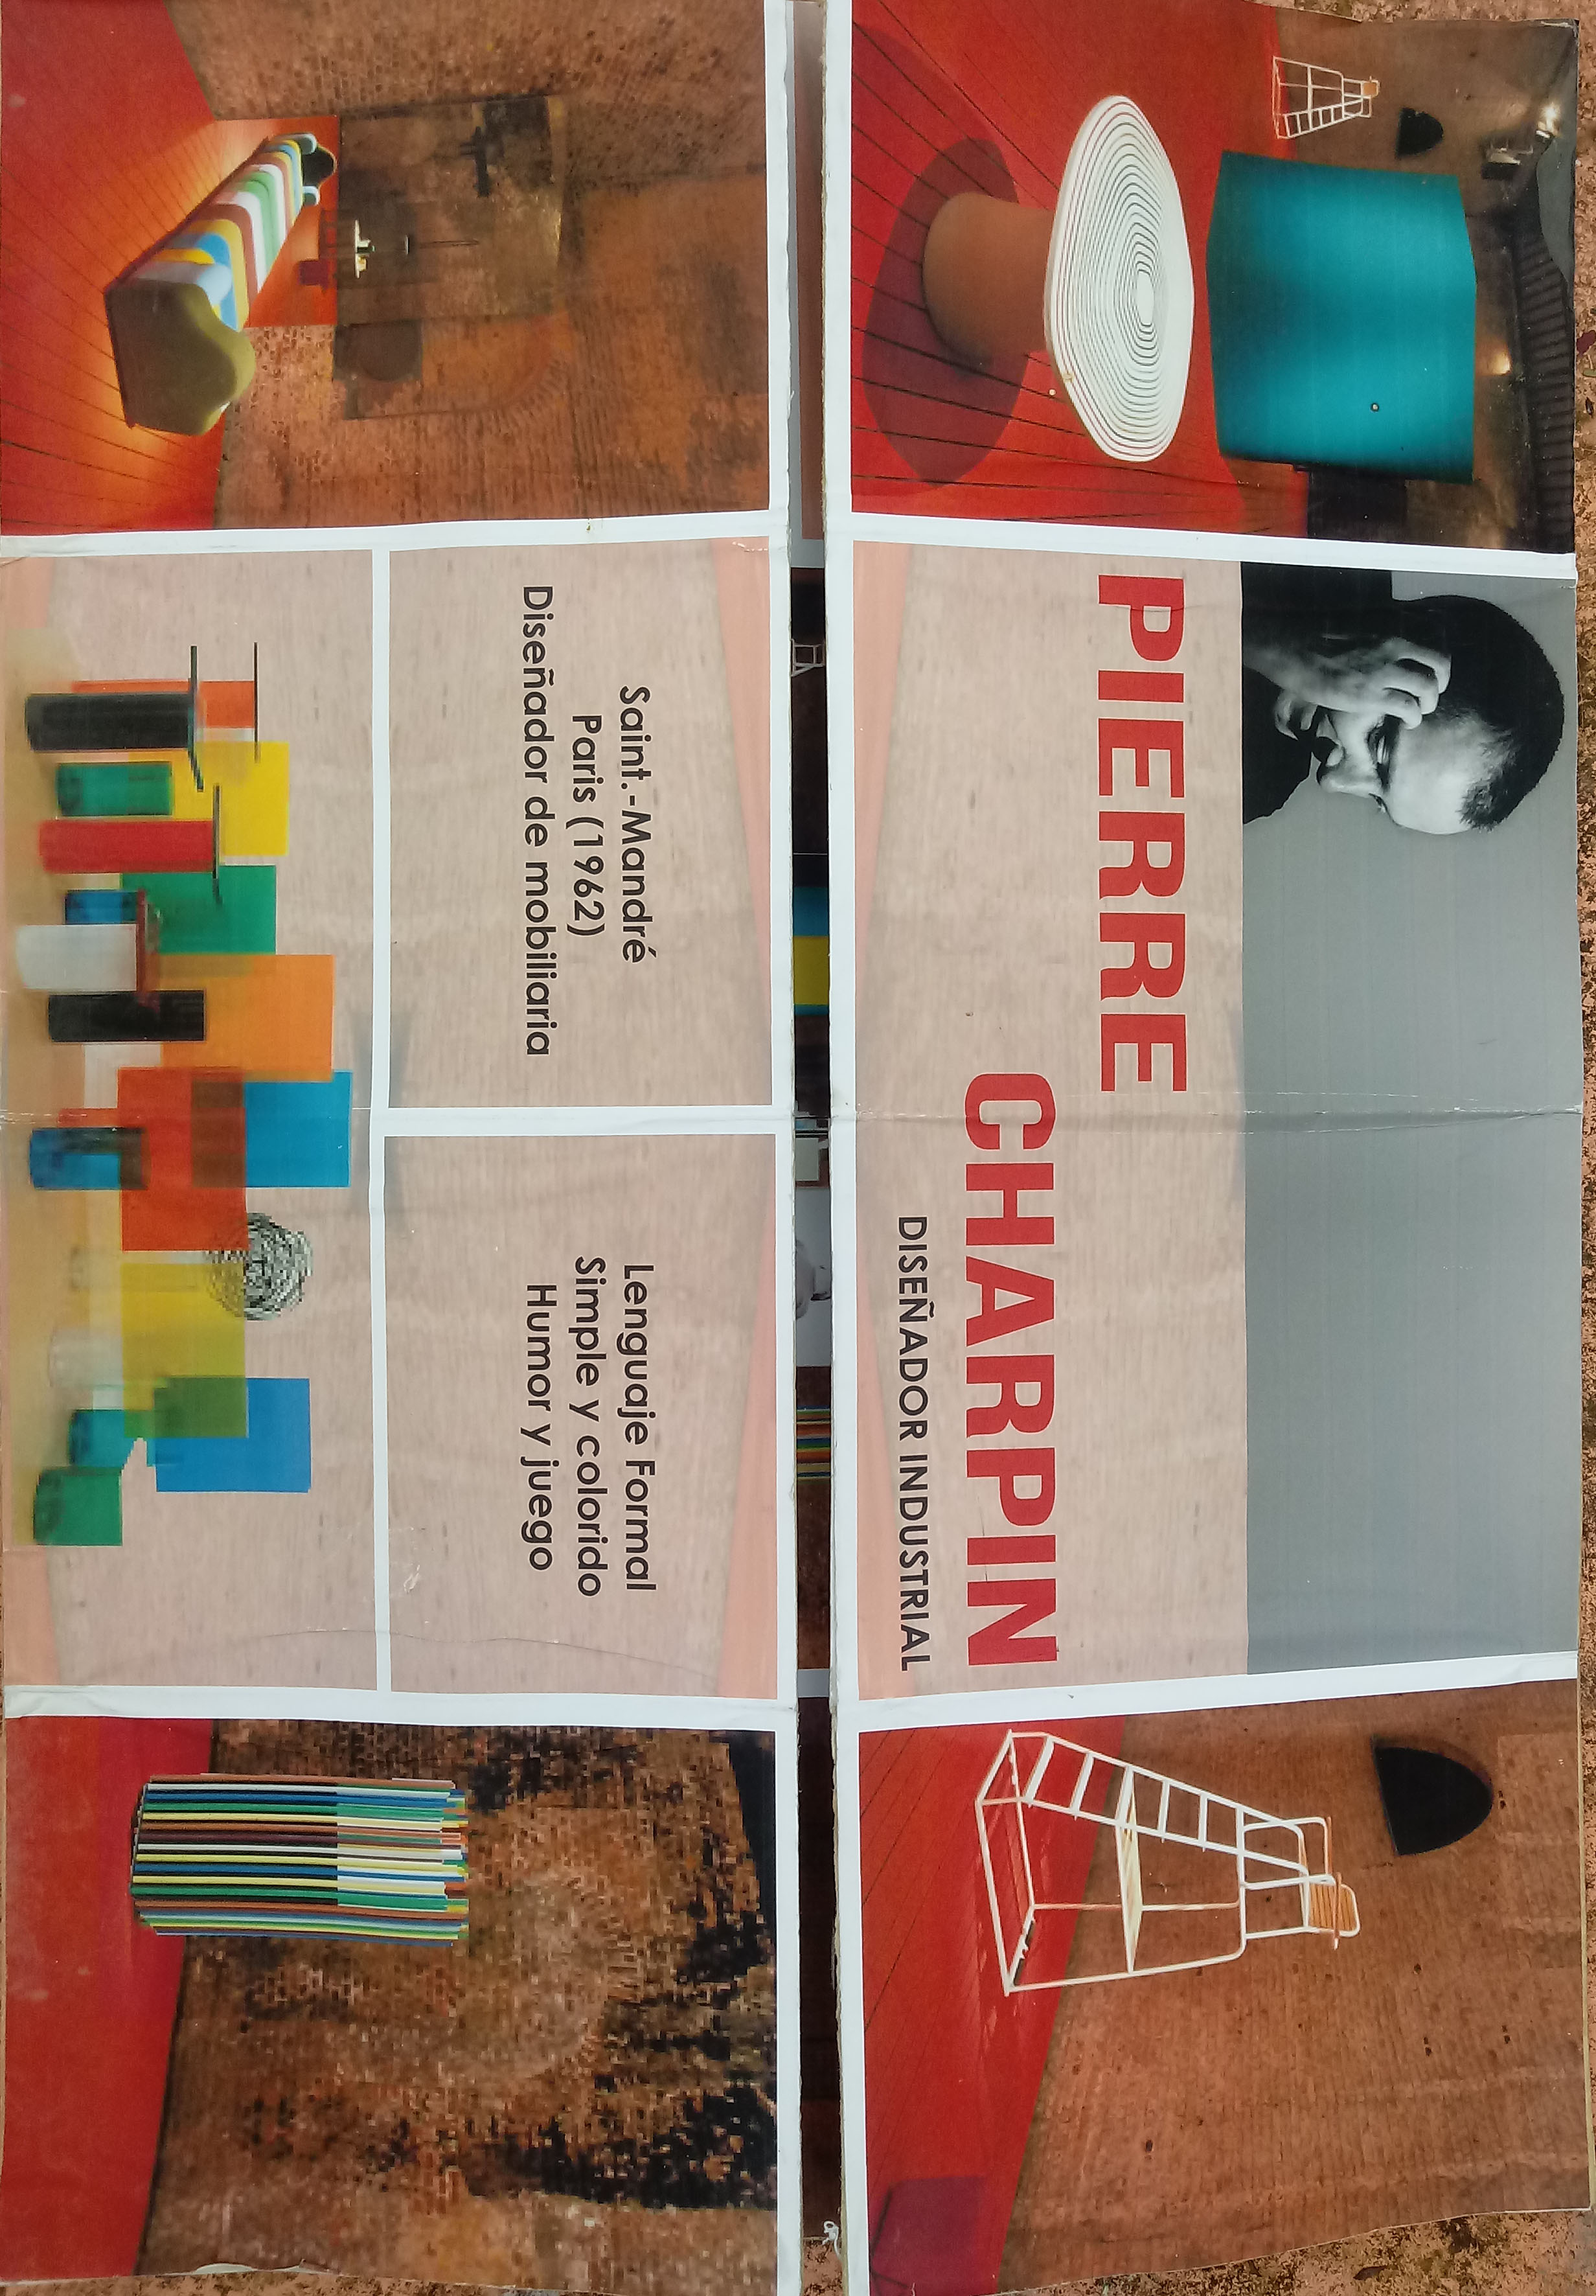 PIERRE
CHARPIN
DISEÑADOR INDUSTRIAL
Saint.-Mandré
Paris (1962)
Diseñador de mobiliaria
Lenguaje Formal
Simple y colorido
Humor y juego